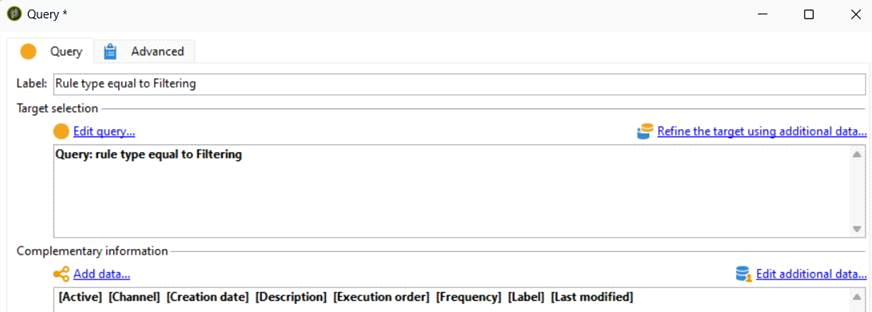 Query *
Query Advanced
Label: Rule type equal to Filtering
Target selection
Edit query... Refine the target using additional data...
Query: rule type equal to Filtering
Complementary information
Add data... Edit additional data...
[Active] [Channel] [Creation date] [Description] [Execution order] [Frequency] [Label] [Last modified]